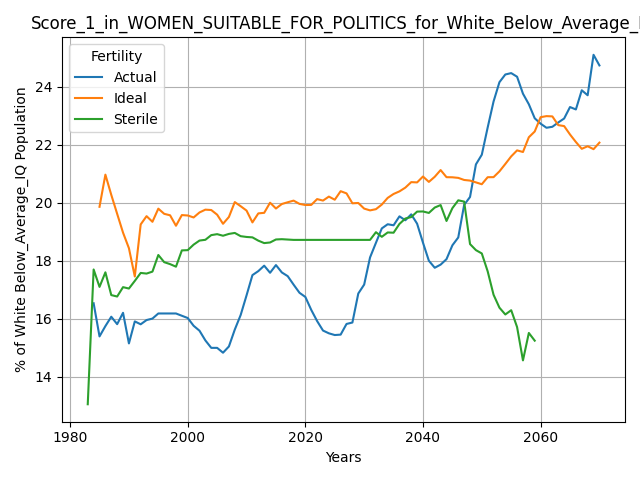 Score_1_in_WOMEN_SUITABLE_FOR_POLITICS_for_White_Below_Average_
Fertility
Actual
Ideal
Sterile
% of White Below_Average_IQ Population
24
22
20
18
16
14
1980
2000
2020
2040
2060
Years